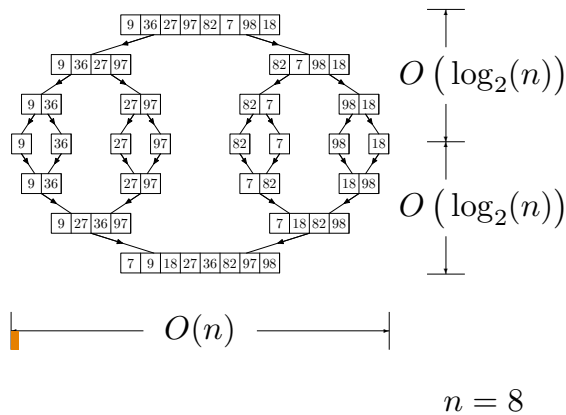 9 36 27 97 82 7 98 18
9 36 27 97 82 7 98 18
O(log₂(n))
9 36 27 97 82 7 98 18
9 36 27 97 82 7 98 18
9 36 27 97 7 82 18 98
O(log₂(n))
9 27 36 97 7 18 82 98
7 9 18 27 36 82 97 98
O(n)
n = 8